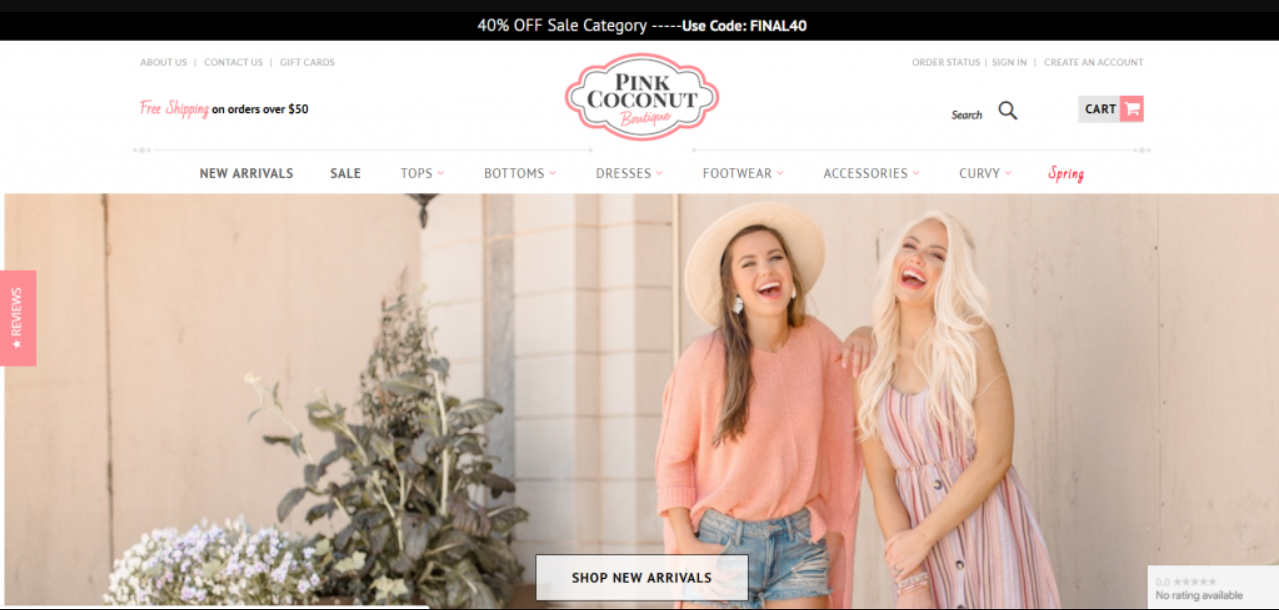 40% OFF Sale Category -----Use Code: FINAL40
ABOUT US | CONTACT US | GIFT CARDS
ORDER STATUS | SIGN IN | CREATE AN ACCOUNT
PINK
COCONUT
Boutique
Free Shipping on orders over $50
Search
CART
NEW ARRIVALS SALE TOPS BOTTOMS DRESSES FOOTWEAR ACCESSORIES CURVY Spring
★ REVIEWS
SHOP NEW ARRIVALS
0.0 ★★★★★
No rating available